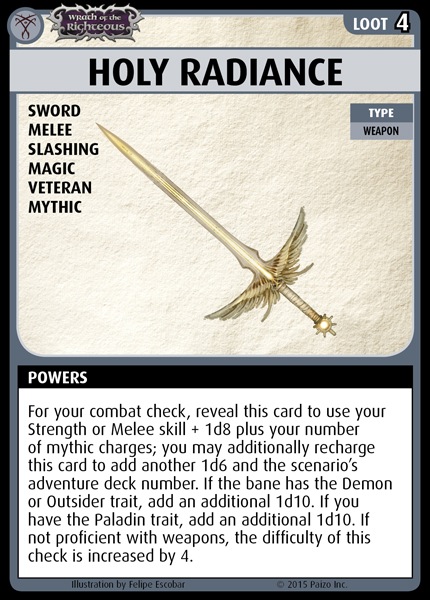 Wrath of the
Righteous
LOOT 4
HOLY RADIANCE
SWORD
MELEE
SLASHING
MAGIC
VETERAN
MYTHIC
TYPE
WEAPON
POWERS
For your combat check, reveal this card to use your
Strength or Melee skill + 1d8 plus your number
of mythic charges; you may additionally recharge
this card to add another 1d6 and the scenario's
adventure deck number. If the bane has the Demon
or Outsider trait, add an additional 1d10. If you
have the Paladin trait, add an additional 1d10. If
not proficient with weapons, the difficulty of this
check is increased by 4.
Illustration by Felipe Escobar
© 2015 Paizo Inc.